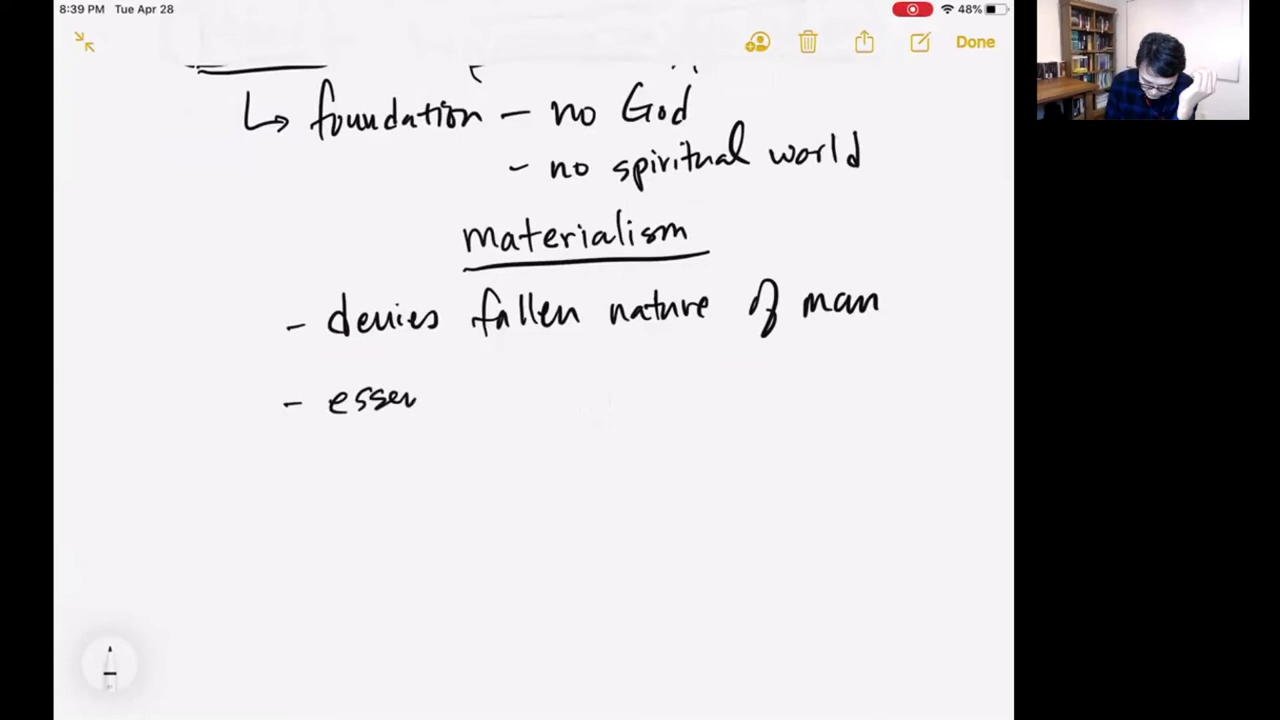 8:39 PM Tue Apr 28
48%
Done
↳ foundation - no God
- no spiritual world
materialism
- denies fallen nature of man
- essen